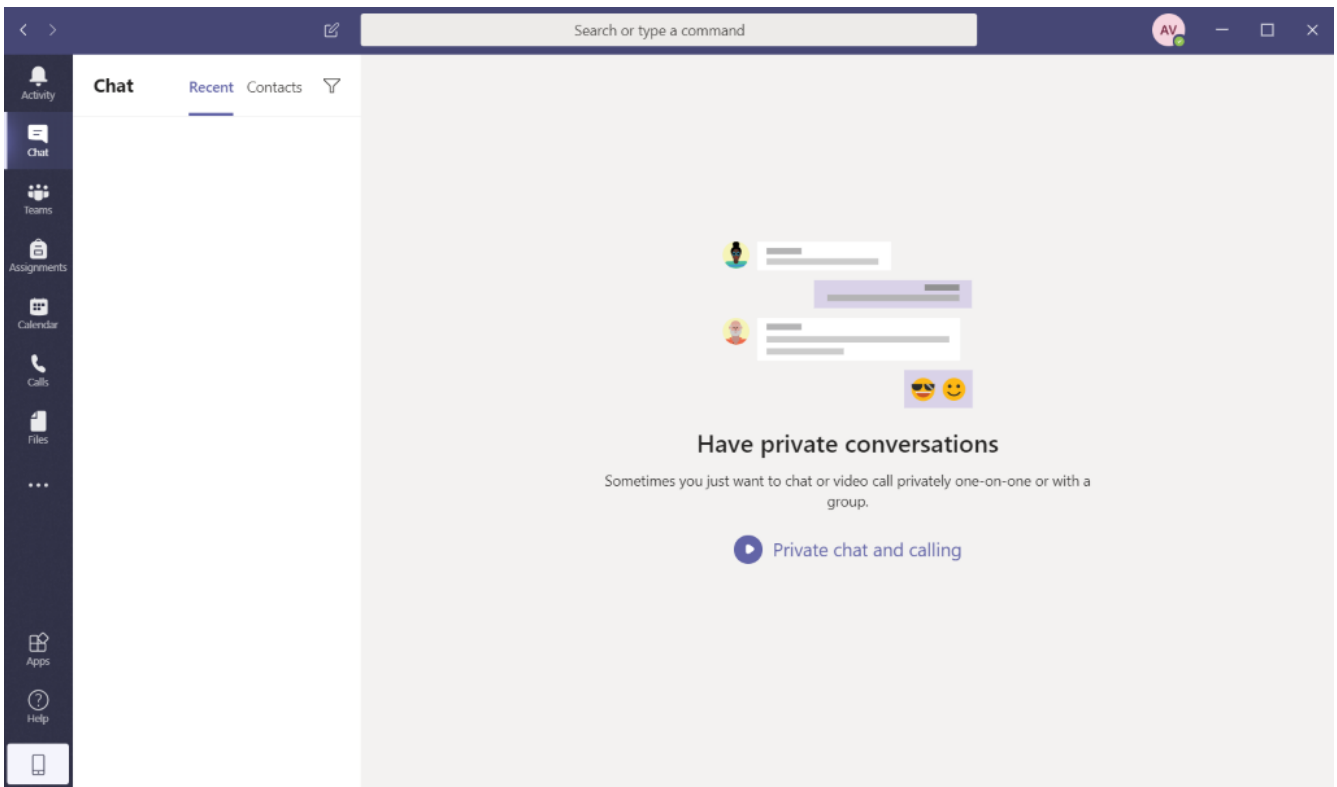 Search or type a command
AV
Activity
Chat
Teams
Assignments
Calendar
Calls
Files
Apps
Help
Chat Recent Contacts
Have private conversations
Sometimes you just want to chat or video call privately one-on-one or with a
group.
Private chat and calling